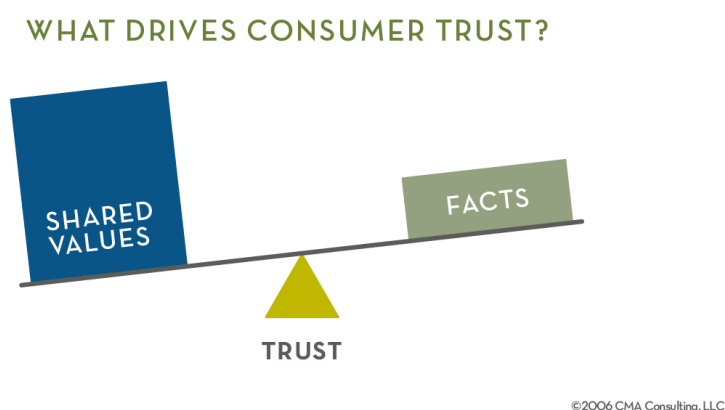 WHAT DRIVES CONSUMER TRUST?
SHARED
VALUES
FACTS
TRUST
©2006 CMA Consulting, LLC